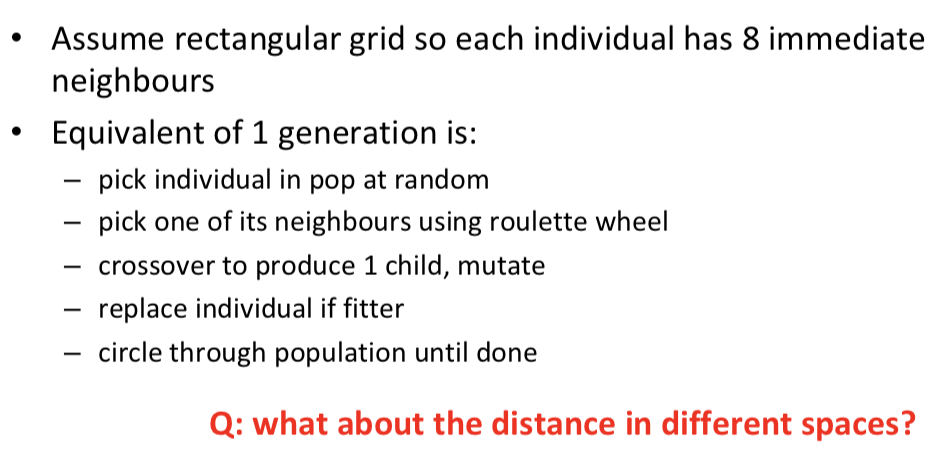 • Assume rectangular grid so each individual has 8 immediate
neighbours
• Equivalent of 1 generation is:
– pick individual in pop at random
– pick one of its neighbours using roulette wheel
– crossover to produce 1 child, mutate
– replace individual if fitter
– circle through population until done
Q: what about the distance in different spaces?